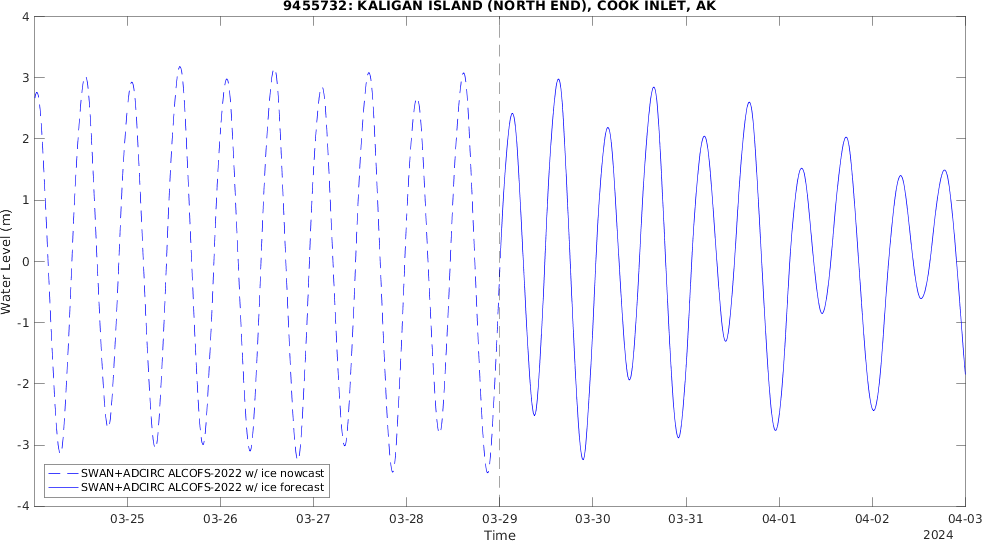 9455732: KALIGAN ISLAND (NORTH END), COOK INLET, AK
4
3
2
1
0
-1
-2
-3
-4
Water Level (m)
SWAN+ADCIRC ALCOFS-2022 w/ ice nowcast
SWAN+ADCIRC ALCOFS-2022 w/ ice forecast
03-25 03-26 03-27 03-28 03-29 03-30 03-31 04-01 04-02 04-03
Time
2024